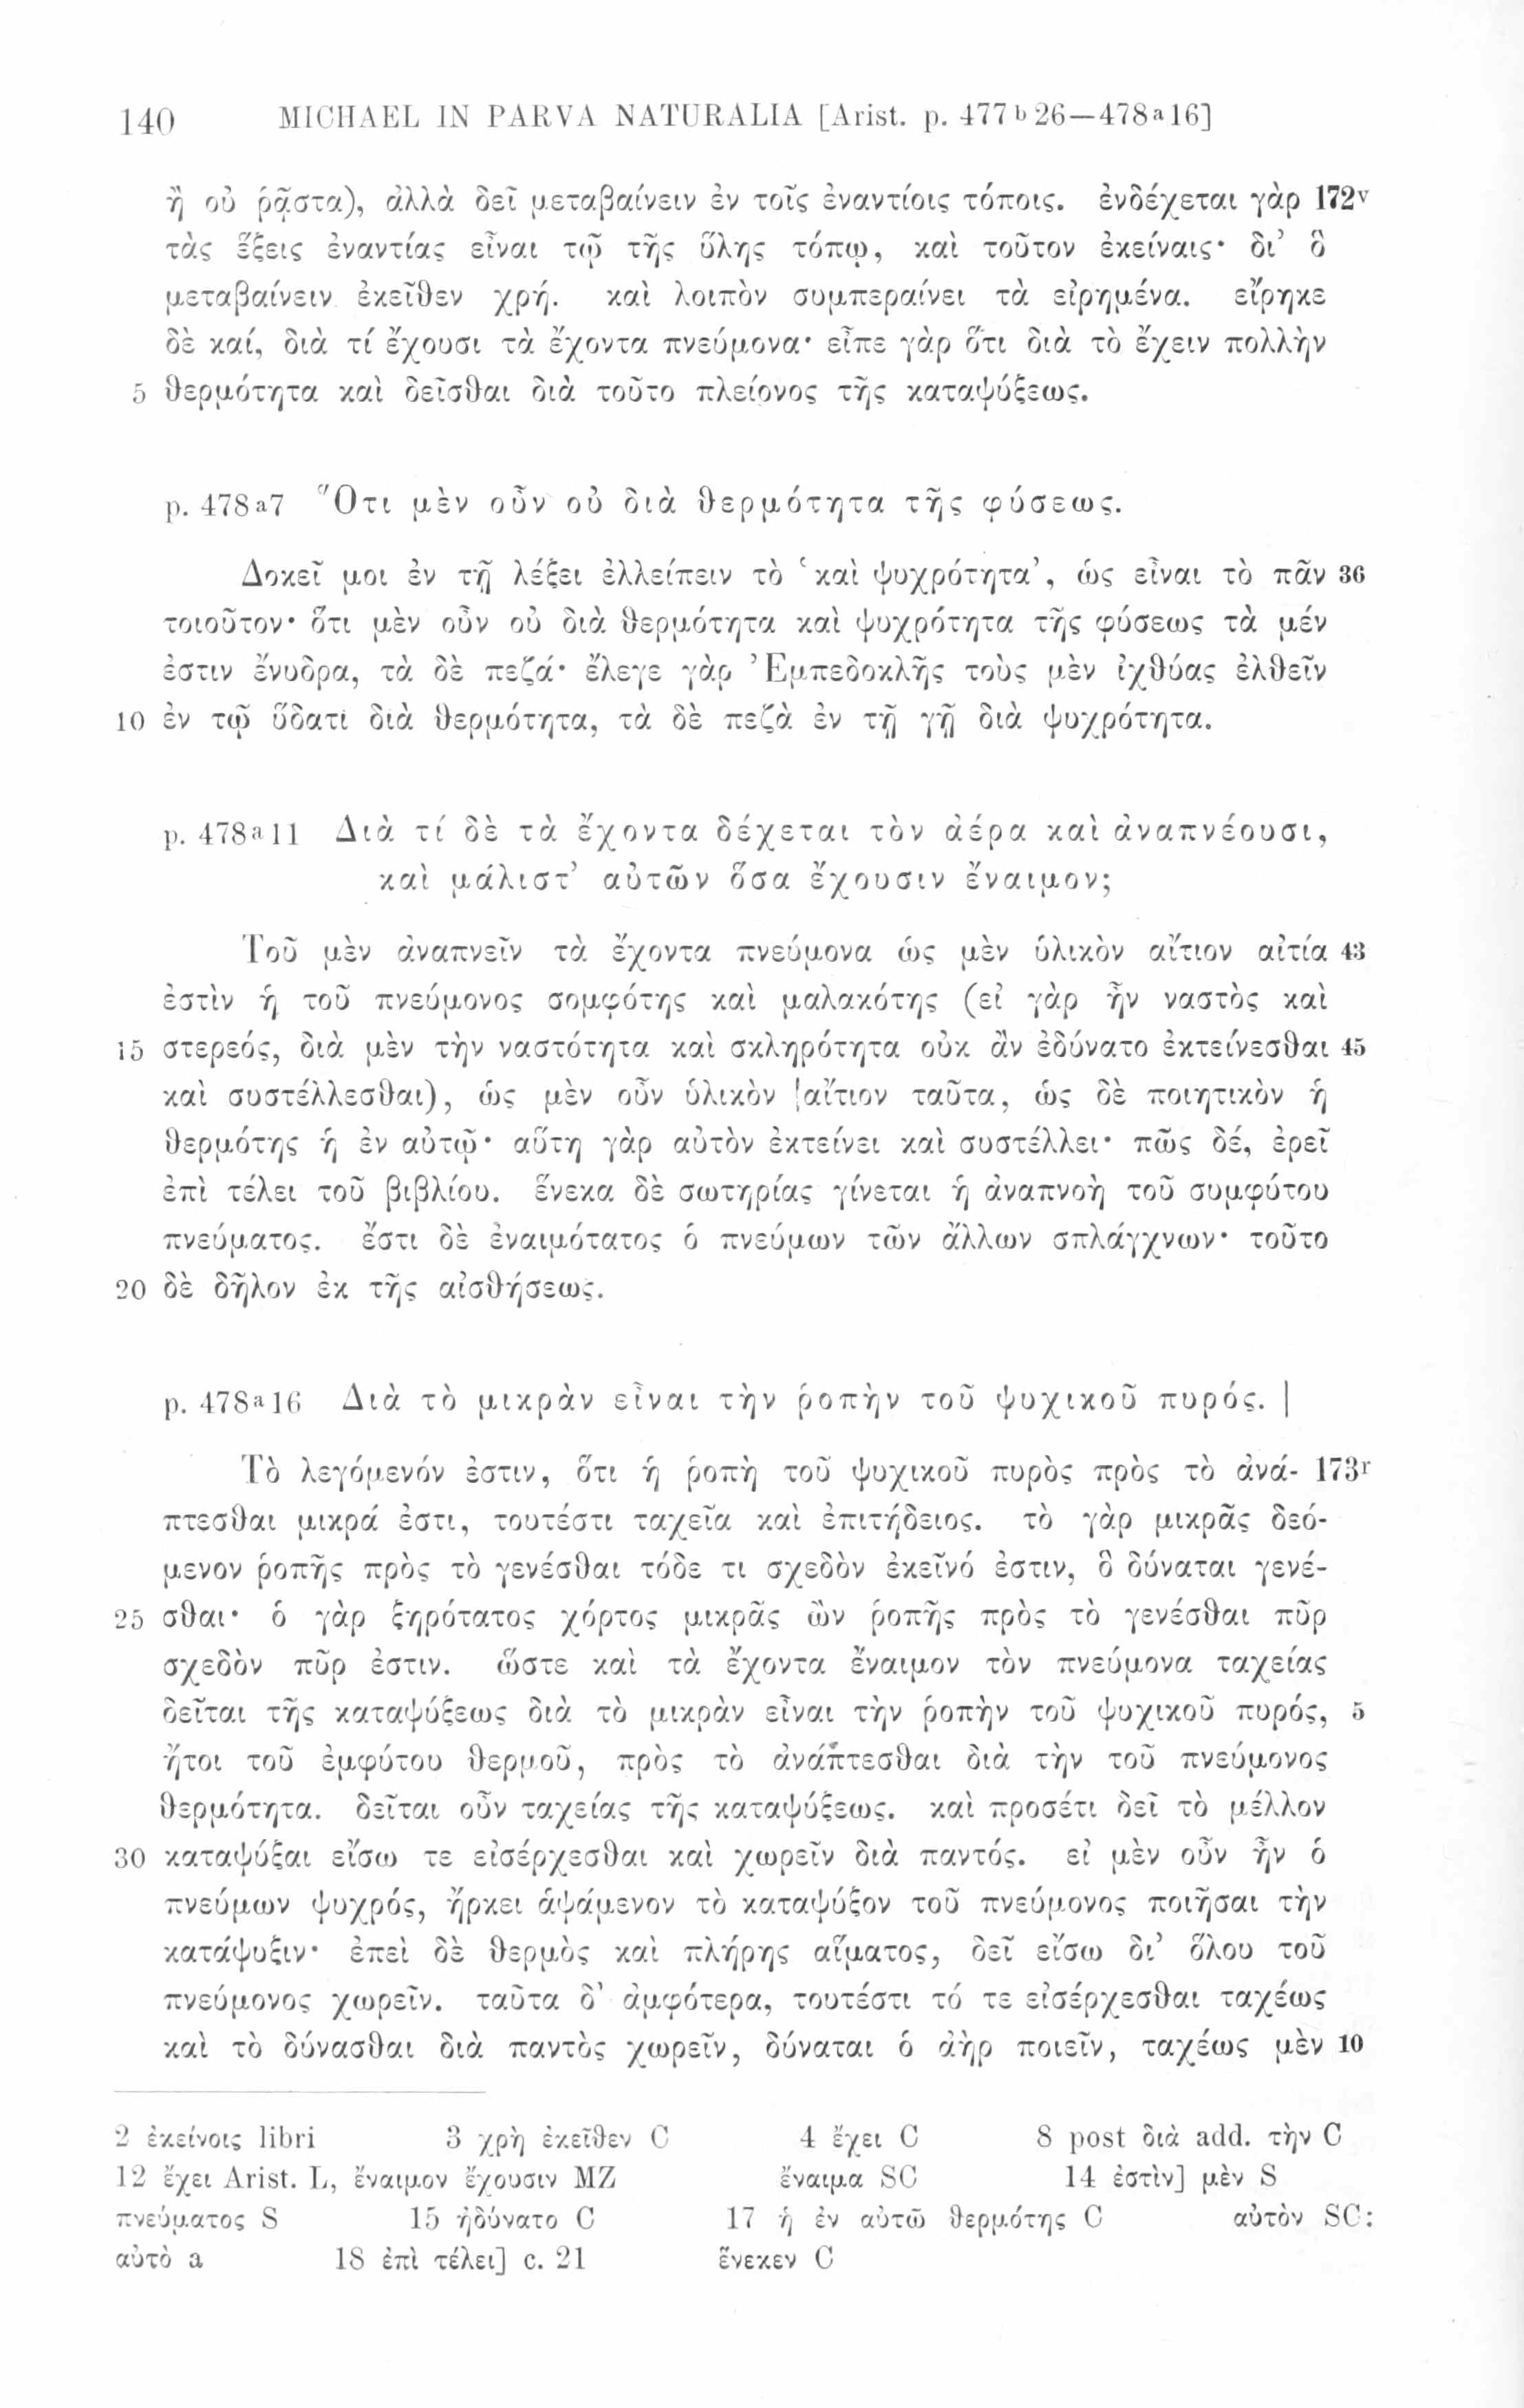 140 MICHAEL IN PARVA NATURALIA [Arist. p. 477ᵇ26—478ᵃ16]
ἢ οὐ ῥᾷστα), ἀλλὰ δεῖ μεταβαίνειν ἐν τοῖς ἐναντίοις τόποις. ἐνδέχεται γὰρ 172ᵛ
τὰς ἕξεις ἐναντίας εἶναι τῷ τῆς ὕλης τόπῳ, καὶ τοῦτον ἐκείναις· δι’ ὃ
μεταβαίνειν ἐκεῖθεν χρή. καὶ λοιπὸν συμπεραίνει τὰ εἰρημένα. εἴρηκε
δὲ καί, διὰ τί ἔχουσι τὰ ἔχοντα πνεύμονα· εἶπε γὰρ ὅτι διὰ τὸ ἔχειν πολλὴν
5 θερμότητα καὶ δεῖσθαι διὰ τοῦτο πλείονος τῆς καταψύξεως.
p. 478ᵃ7 Ὅτι μὲν οὖν οὐ διὰ θερμότητα τῆς φύσεως.
Δοκεῖ μοι ἐν τῇ λέξει ἐλλείπειν τὸ ‘καὶ ψυχρότητα’, ὡς εἶναι τὸ πᾶν 36
τοιοῦτον· ὅτι μὲν οὖν οὐ διὰ θερμότητα καὶ ψυχρότητα τῆς φύσεως τὰ μέν
ἐστιν ἔνυδρα, τὰ δὲ πεζά· ἔλεγε γὰρ Ἐμπεδοκλῆς τοὺς μὲν ἰχθύας ἐλθεῖν
10 ἐν τῷ ὕδατι διὰ θερμότητα, τὰ δὲ πεζὰ ἐν τῇ γῇ διὰ ψυχρότητα.
p. 478ᵃ11 Διὰ τί δὲ τὰ ἔχοντα δέχεται τὸν ἀέρα καὶ ἀναπνέουσι,
καὶ μάλιστ’ αὐτῶν ὅσα ἔχουσιν ἔναιμον;
Τοῦ μὲν ἀναπνεῖν τὰ ἔχοντα πνεύμονα ὡς μὲν ὑλικὸν αἴτιον αἰτία 43
ἐστὶν ἡ τοῦ πνεύμονος σομφότης καὶ μαλακότης (εἰ γὰρ ἦν ναστὸς καὶ
15 στερεός, διὰ μὲν τὴν ναστότητα καὶ σκληρότητα οὐκ ἂν ἐδύνατο ἐκτείνεσθαι 45
καὶ συστέλλεσθαι), ὡς μὲν οὖν ὑλικὸν |αἴτιον ταῦτα, ὡς δὲ ποιητικὸν ἡ
θερμότης ἡ ἐν αὐτῷ· αὕτη γὰρ αὐτὸν ἐκτείνει καὶ συστέλλει· πῶς δέ, ἐρεῖ
ἐπὶ τέλει τοῦ βιβλίου. ἕνεκα δὲ σωτηρίας γίνεται ἡ ἀναπνοὴ τοῦ συμφύτου
πνεύματος. ἔστι δὲ ἐναιμότατος ὁ πνεύμων τῶν ἄλλων σπλάγχνων· τοῦτο
20 δὲ δῆλον ἐκ τῆς αἰσθήσεως.
p. 478ᵃ16 Διὰ τὸ μικρὰν εἶναι τὴν ῥοπὴν τοῦ ψυχικοῦ πυρός. |
Τὸ λεγόμενόν ἐστιν, ὅτι ἡ ῥοπὴ τοῦ ψυχικοῦ πυρὸς πρὸς τὸ ἀνά- 173ʳ
πτεσθαι μικρά ἐστι, τουτέστι ταχεῖα καὶ ἐπιτήδειος. τὸ γὰρ μικρᾶς δεό-
μενον ῥοπῆς πρὸς τὸ γενέσθαι τόδε τι σχεδὸν ἐκεῖνό ἐστιν, ὃ δύναται γενέ-
25 σθαι· ὁ γὰρ ξηρότατος χόρτος μικρᾶς ὢν ῥοπῆς πρὸς τὸ γενέσθαι πῦρ
σχεδὸν πῦρ ἐστιν. ὥστε καὶ τὰ ἔχοντα ἔναιμον τὸν πνεύμονα ταχείας
δεῖται τῆς καταψύξεως διὰ τὸ μικρὰν εἶναι τὴν ῥοπὴν τοῦ ψυχικοῦ πυρός, 5
ἤτοι τοῦ ἐμφύτου θερμοῦ, πρὸς τὸ ἀνάπτεσθαι διὰ τὴν τοῦ πνεύμονος
θερμότητα. δεῖται οὖν ταχείας τῆς καταψύξεως. καὶ προσέτι δεῖ τὸ μέλλον
30 καταψύξαι εἴσω τε εἰσέρχεσθαι καὶ χωρεῖν διὰ παντός. εἰ μὲν οὖν ἦν ὁ
πνεύμων ψυχρός, ἤρκει ἁψάμενον τὸ καταψύξον τοῦ πνεύμονος ποιῆσαι τὴν
κατάψυξιν· ἐπεὶ δὲ θερμὸς καὶ πλήρης αἵματος, δεῖ εἴσω δι’ ὅλου τοῦ
πνεύμονος χωρεῖν. ταῦτα δ’ ἀμφότερα, τουτέστι τό τε εἰσέρχεσθαι ταχέως
καὶ τὸ δύνασθαι διὰ παντὸς χωρεῖν, δύναται ὁ ἀὴρ ποιεῖν, ταχέως μὲν 10
2 ἐκείνοις libri 3 χρὴ ἐκεῖθεν C 4 ἔχει C 8 post διὰ add. τὴν C
12 ἔχει Arist. L, ἔναιμον ἔχουσιν MZ ἔναιμα SC 14 ἐστὶν] μὲν S
πνεύματος S 15 ἠδύνατο C 17 ἡ ἐν αὐτῶ θερμότης C αὐτὸν SC:
αὐτὸ a 18 ἐπὶ τέλει] c. 21 ἕνεκεν C